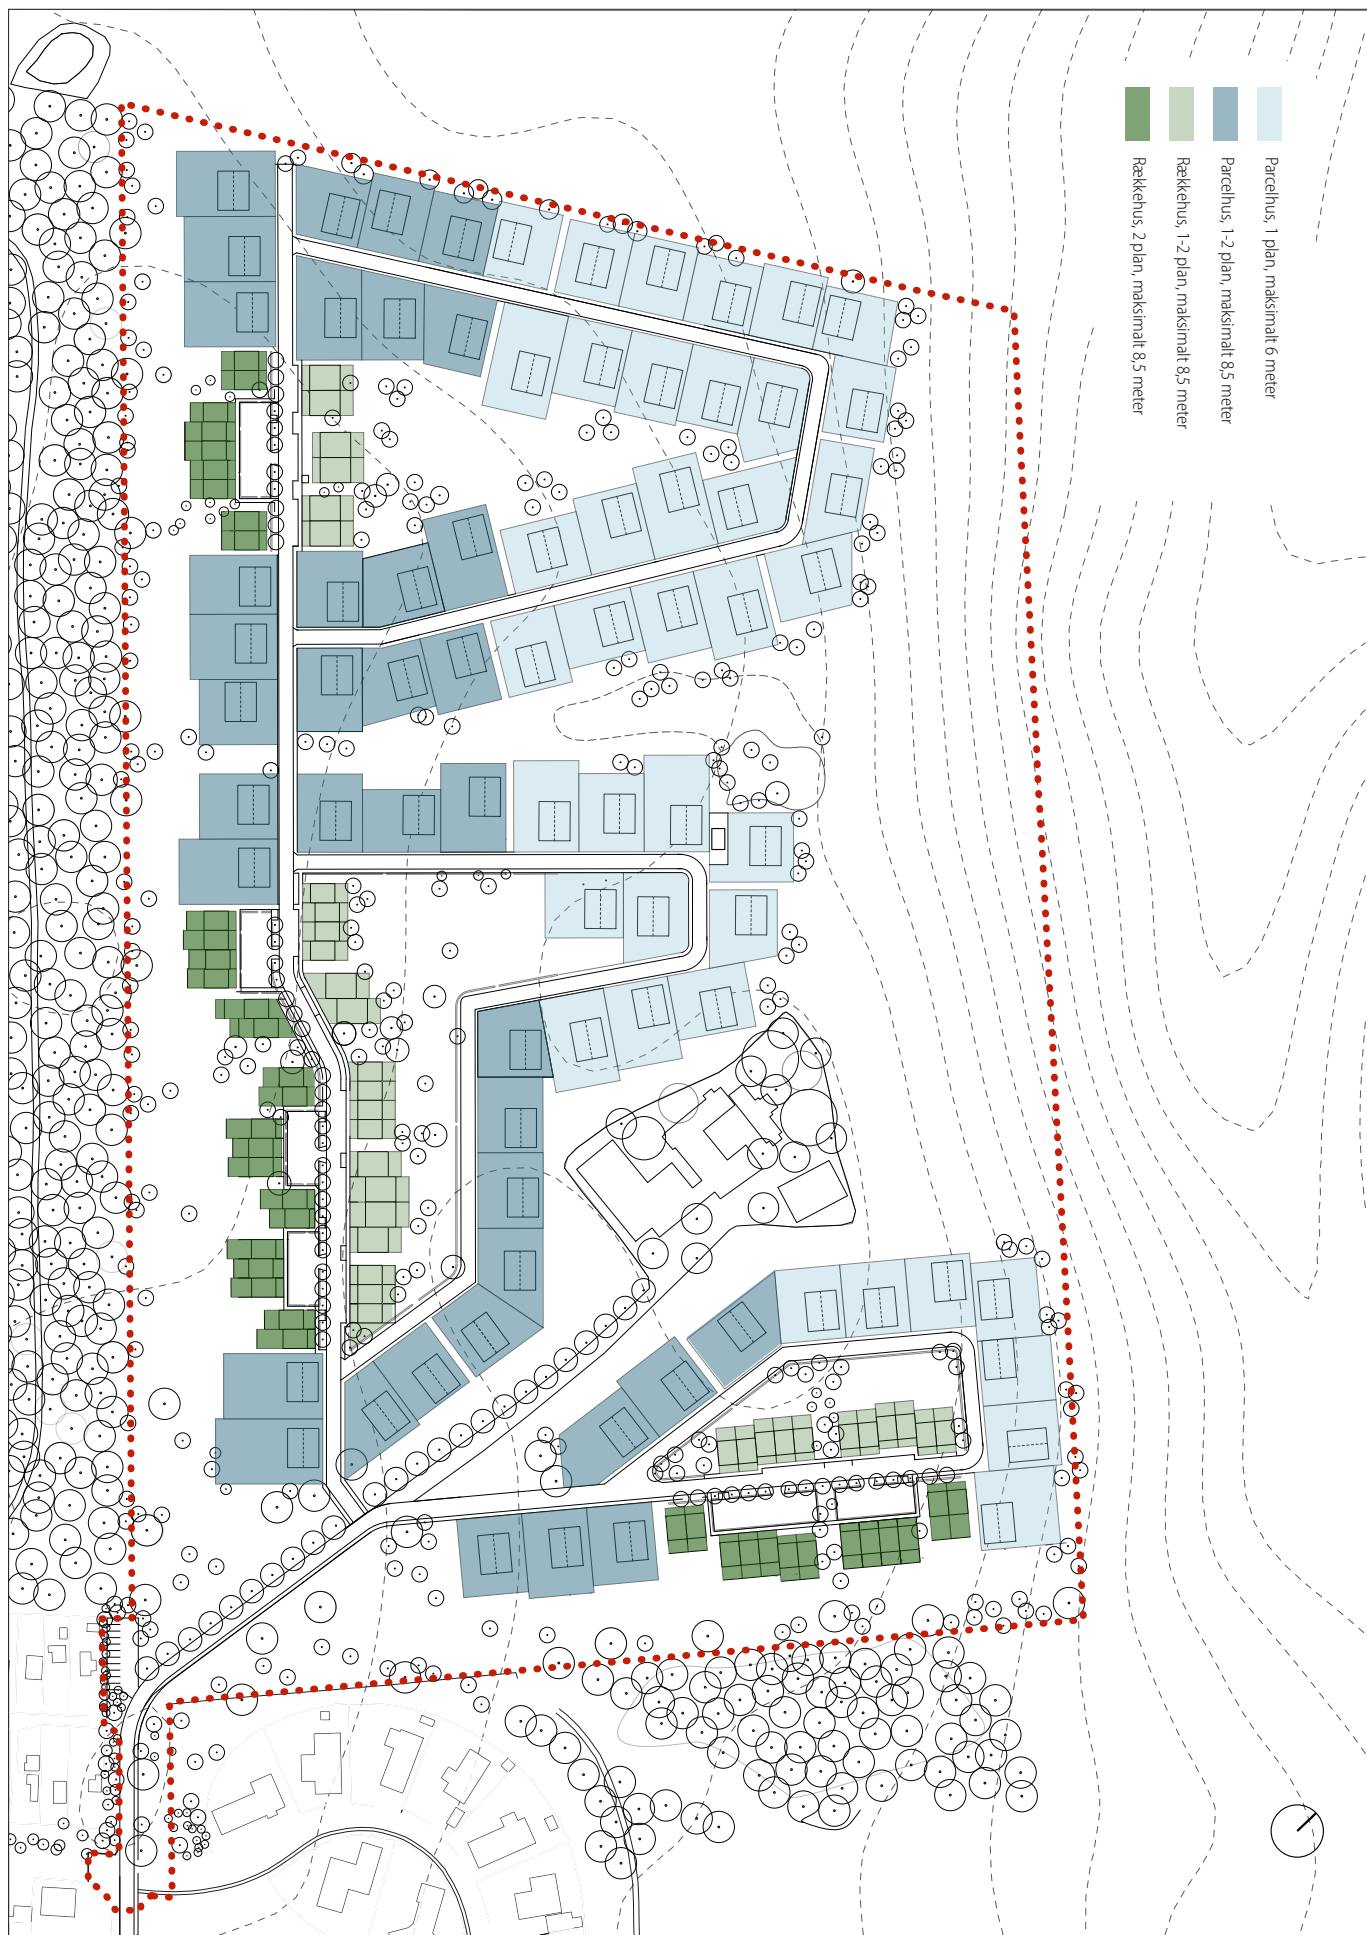 Parcelhus, 1 plan, maksimalt 6 meter
Parcelhus, 1-2 plan, maksimalt 8,5 meter
Rækkehus, 1-2 plan, maksimalt 8,5 meter
Rækkehus, 2 plan, maksimalt 8,5 meter